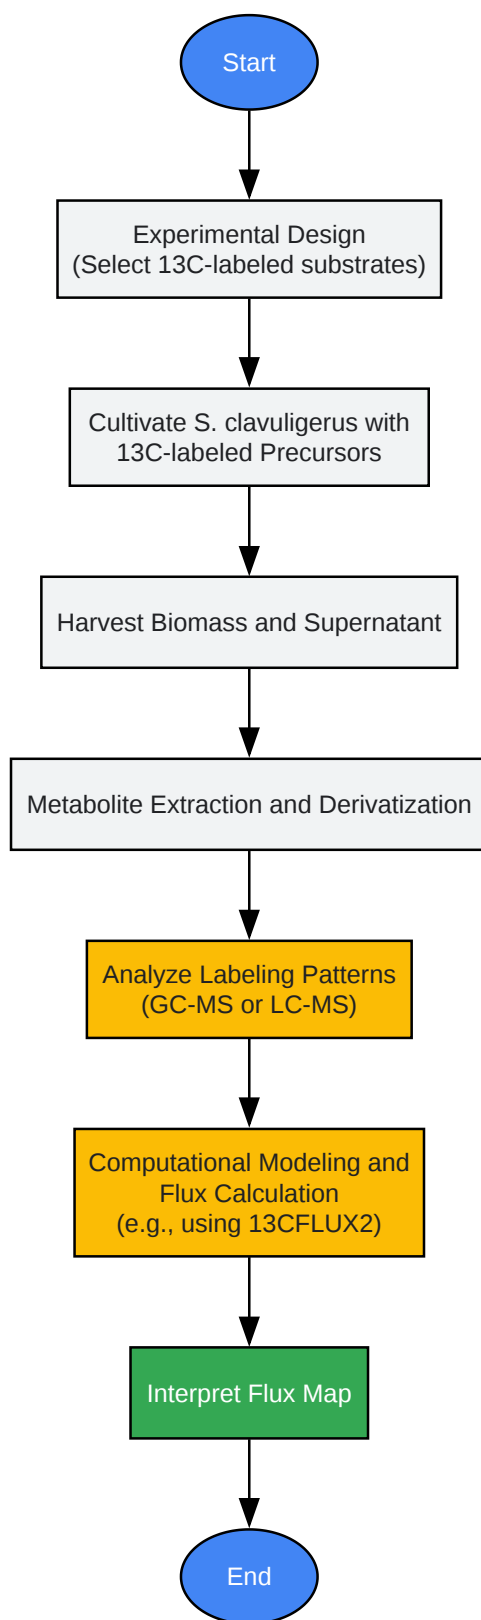 Start
Experimental Design
(Select 13C-labeled substrates)
Cultivate S. clavuligerus with
13C-labeled Precursors
Harvest Biomass and Supernatant
Metabolite Extraction and Derivatization
Analyze Labeling Patterns
(GC-MS or LC-MS)
Computational Modeling and
Flux Calculation
(e.g., using 13CFLUX2)
Interpret Flux Map
End